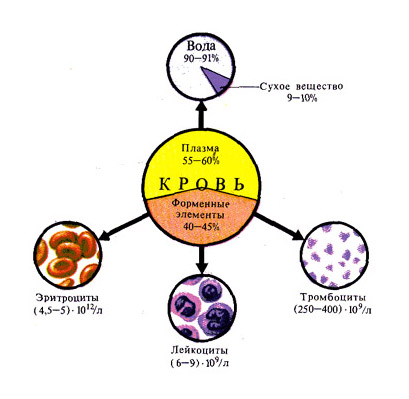 Вода
90—91%
Сухое вещество
9—10%
Плазма
55—60%
КРОВЬ
Форменные
элементы
40—45%
Эритроциты
(4,5—5)·10¹²/л
Лейкоциты
(6—9)·10⁹/л
Тромбоциты
(250—400)·10⁹/л